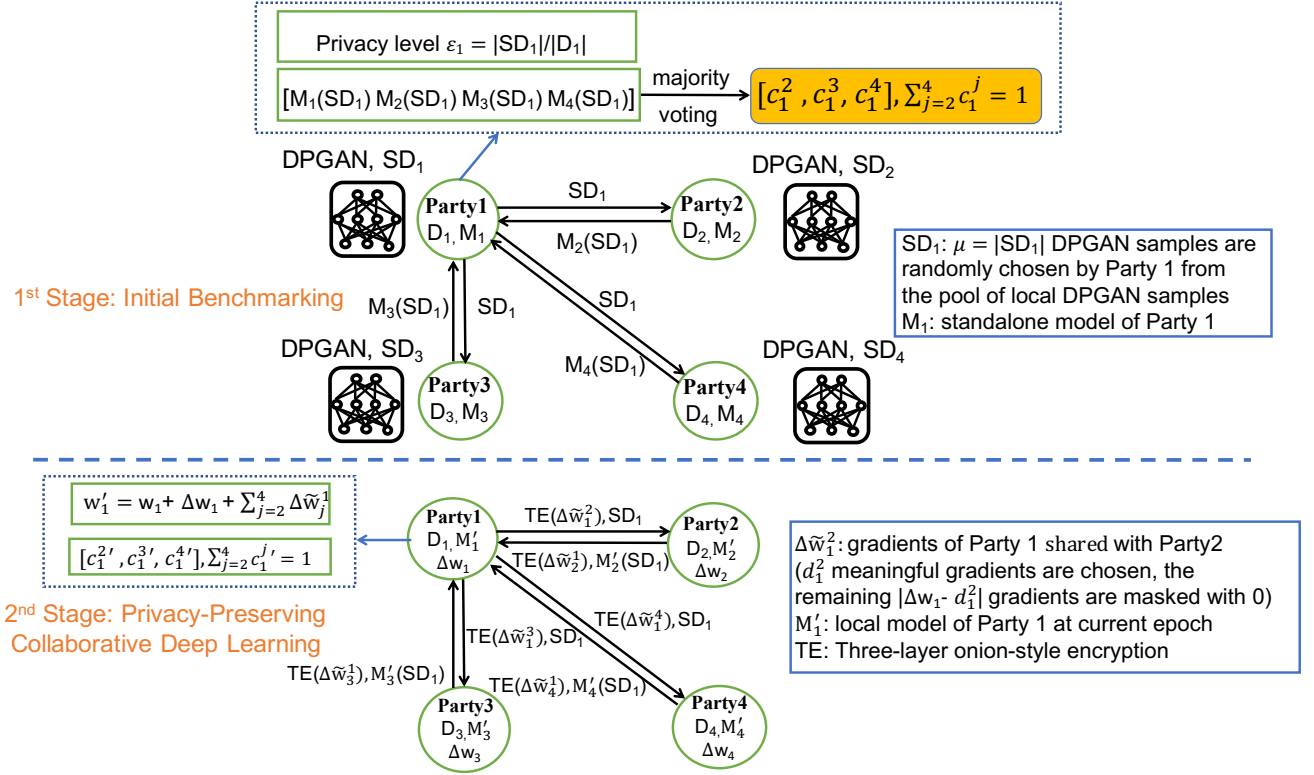 Privacy level ε₁ = |SD₁|/|D₁|
[M₁(SD₁) M₂(SD₁) M₃(SD₁) M₄(SD₁)]
majority
voting
[c₁², c₁³, c₁⁴], ∑ⱼ₌₂⁴ c₁ʲ = 1
DPGAN, SD₁
DPGAN, SD₂
Party1
D₁, M₁
SD₁
M₂(SD₁)
Party2
D₂, M₂
SD₁: μ = |SD₁| DPGAN samples are
randomly chosen by Party 1 from
the pool of local DPGAN samples
M₁: standalone model of Party 1
1st Stage: Initial Benchmarking
M₃(SD₁)
SD₁
SD₁
M₄(SD₁)
DPGAN, SD₃
DPGAN, SD₄
Party3
D₃, M₃
Party4
D₄, M₄
w₁′ = w₁+ Δw₁ + ∑ⱼ₌₂⁴ Δw̃ⱼ¹
[c₁²′, c₁³′, c₁⁴′], ∑ⱼ₌₂⁴ c₁ʲ′ = 1
Party1
D₁, M₁′
Δw₁
TE(Δw̃₁²), SD₁
TE(Δw̃₂¹), M₂′(SD₁)
Party2
D₂, M₂′
Δw₂
Δw̃₁²: gradients of Party 1 shared with Party2
(d₁² meaningful gradients are chosen, the
remaining |Δw₁- d₁²| gradients are masked with 0)
M₁′: local model of Party 1 at current epoch
TE: Three-layer onion-style encryption
2nd Stage: Privacy-Preserving
Collaborative Deep Learning
TE(Δw̃₁³), SD₁
TE(Δw̃₁⁴), SD₁
TE(Δw̃₃¹), M₃′(SD₁)
TE(Δw̃₄¹), M₄′(SD₁)
Party3
D₃, M₃′
Δw₃
Party4
D₄, M₄′
Δw₄